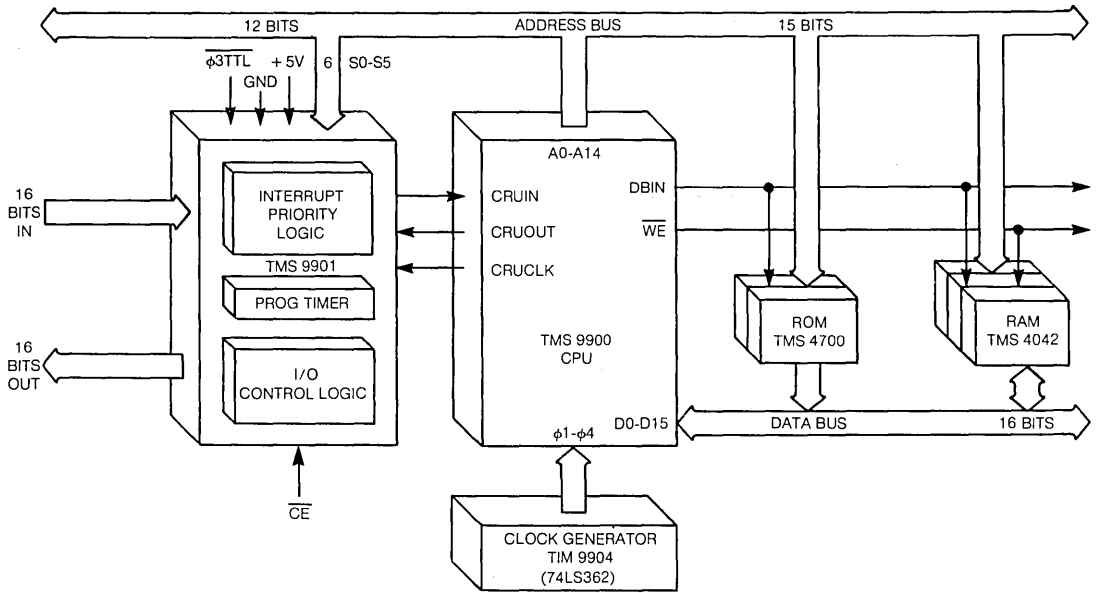 12 BITS
ADDRESS BUS
15 BITS
φ3TTL
+5V
6
S0-S5
GND
A0-A14
16
BITS
IN
INTERRUPT
PRIORITY
LOGIC
CRUIN
DBIN
CRUOUT
WE
TMS 9901
CRUCLK
PROG TIMER
ROM
TMS 4700
RAM
TMS 4042
TMS 9900
CPU
16
BITS
OUT
I/O
CONTROL LOGIC
D0-D15
DATA BUS
16 BITS
φ1-φ4
CE
CLOCK GENERATOR
TIM 9904
(74LS362)